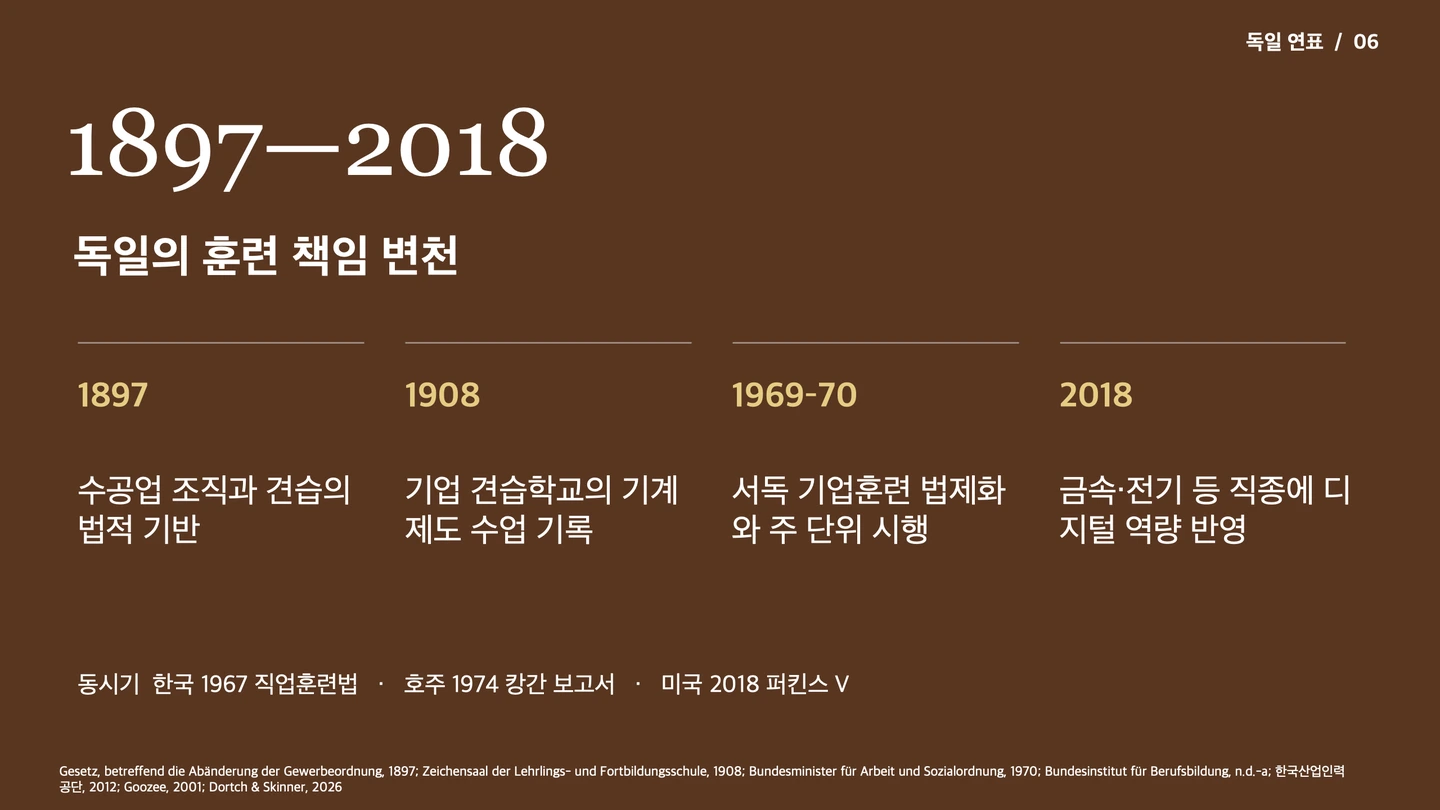 독일 연표 / 06
1897—2018
독일의 훈련 책임 변천
1897
수공업 조직과 견습의
법적 기반
1908
기업 견습학교의 기계
제도 수업 기록
1969-70
서독 기업훈련 법제화
와 주 단위 시행
2018
금속·전기 등 직종에 디
지털 역량 반영
동시기 한국 1967 직업훈련법 · 호주 1974 캉간 보고서 · 미국 2018 퍼킨스 V
Gesetz, betreffend die Abänderung der Gewerbeordnung, 1897; Zeichensaal der Lehrlings- und Fortbildungsschule, 1908; Bundesminister für Arbeit und Sozialordnung, 1970; Bundesinstitut für Berufsbildung, n.d.-a; 한국산업인력
공단, 2012; Goozee, 2001; Dortch & Skinner, 2026